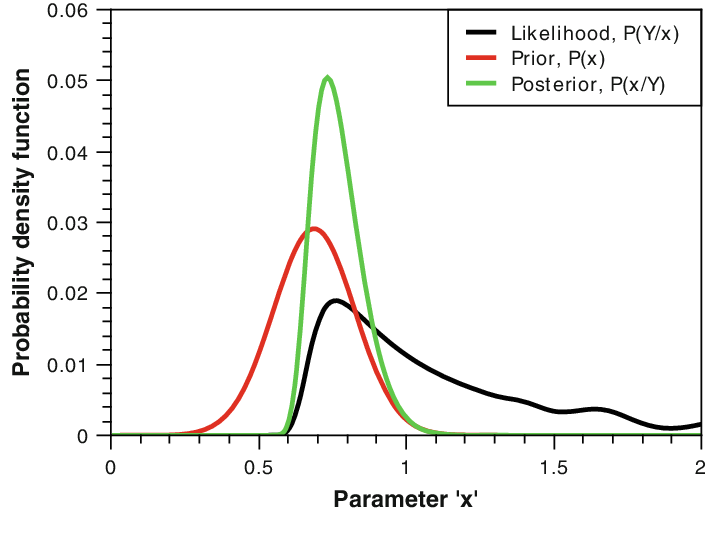 0.06
0.05
0.04
0.03
0.02
0.01
0
Probability density function
Likelihood, P(Y/x)
Prior, P(x)
Posterior, P(x/Y)
0 0.5 1 1.5 2
Parameter 'x'